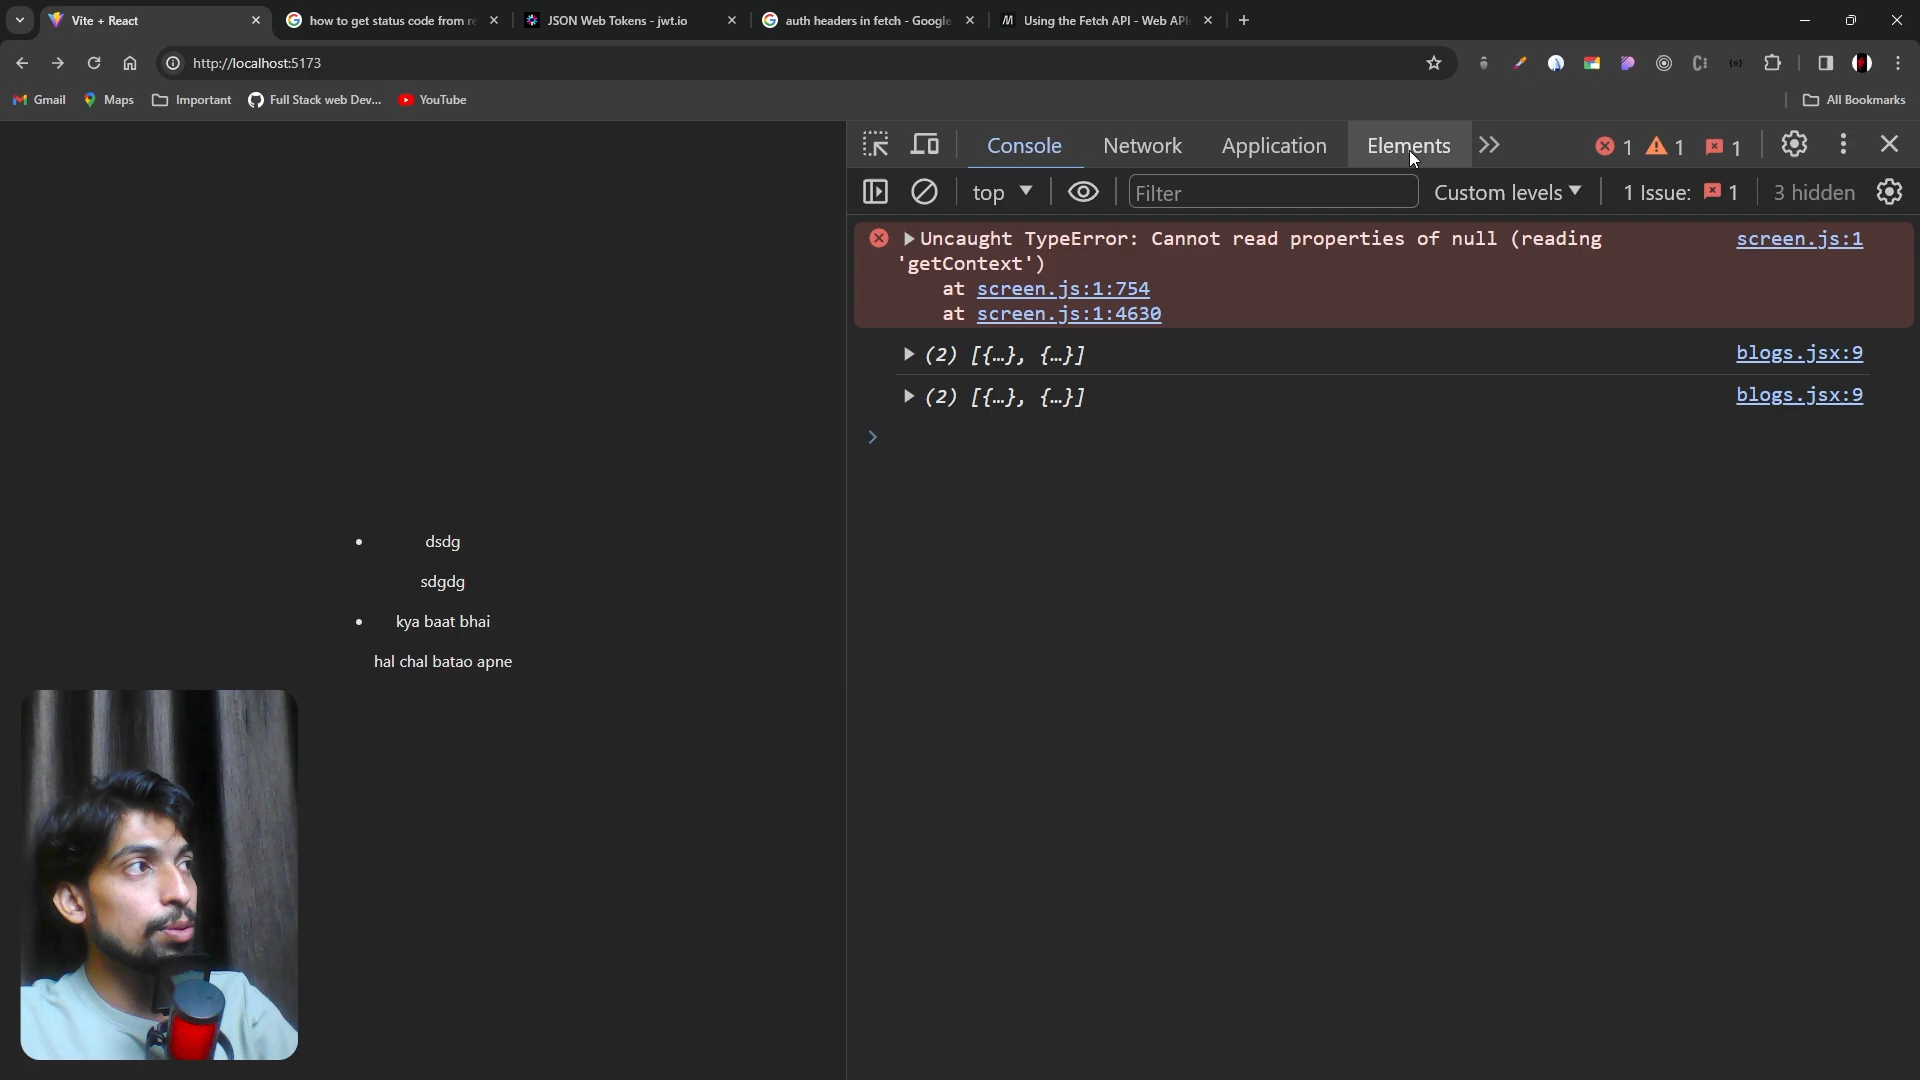 Vite + React
how to get status code from re
JSON Web Tokens - jwt.io
auth headers in fetch - Google
Using the Fetch API - Web API
http://localhost:5173
Gmail
Maps
Important
Full Stack web Dev...
YouTube
All Bookmarks
Console
Network
Application
Elements
1
1
1
top
Filter
Custom levels
1 Issue:
1
3 hidden
Uncaught TypeError: Cannot read properties of null (reading
screen.js:1
'getContext')
at screen.js:1:754
at screen.js:1:4630
(2) [{…}, {…}]
blogs.jsx:9
(2) [{…}, {…}]
blogs.jsx:9
dsdg
sdgdg
kya baat bhai
hal chal batao apne